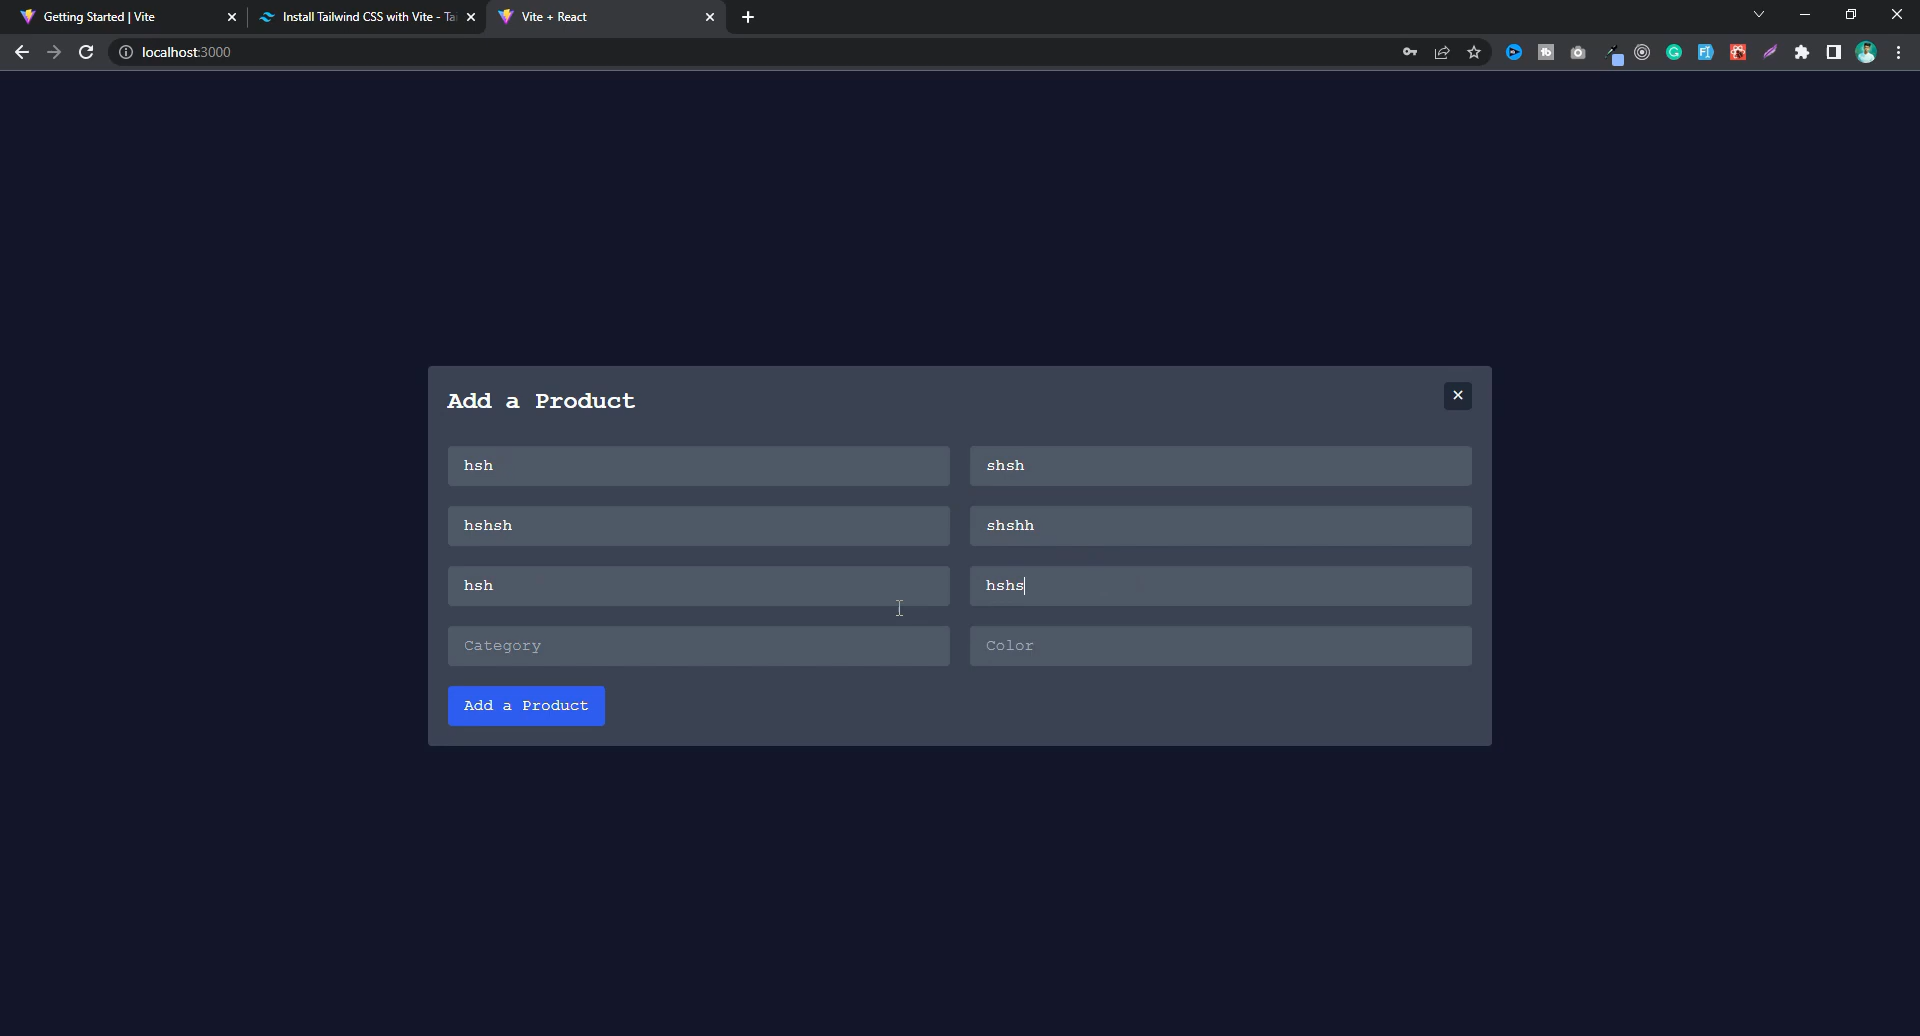 Getting Started | Vite
Install Tailwind CSS with Vite - Tai
Vite + React
localhost:3000
Add a Product
hsh
shsh
hshsh
shshh
hsh
hshs
Category
Color
Add a Product